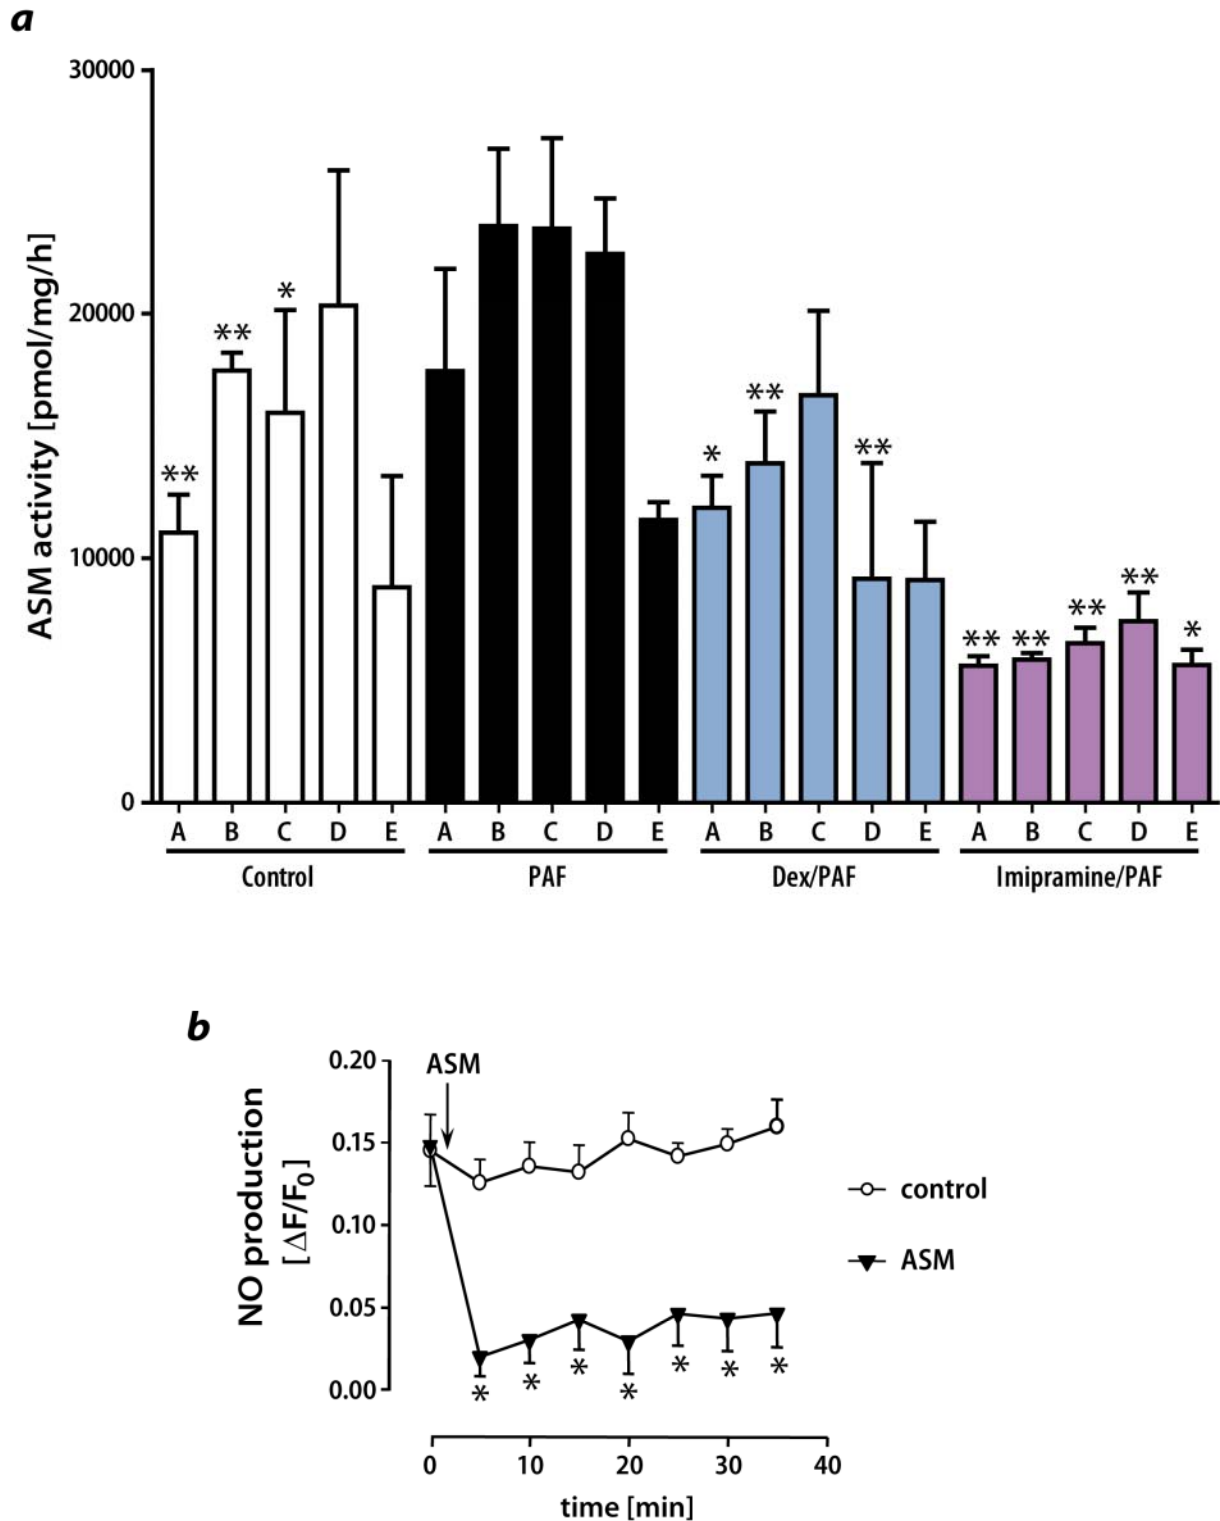 a
30000
20000
10000
0
ASM activity [pmol/mg/h]
** ** * * ** ** ** ** ** ** *
A B C D E A B C D E A B C D E A B C D E
Control PAF Dex/PAF Imipramine/PAF
b
0.20
0.15
0.10
0.05
0.00
NO production
[ΔF/F0]
ASM
control
ASM
* * * * * * *
0 10 20 30 40
time [min]